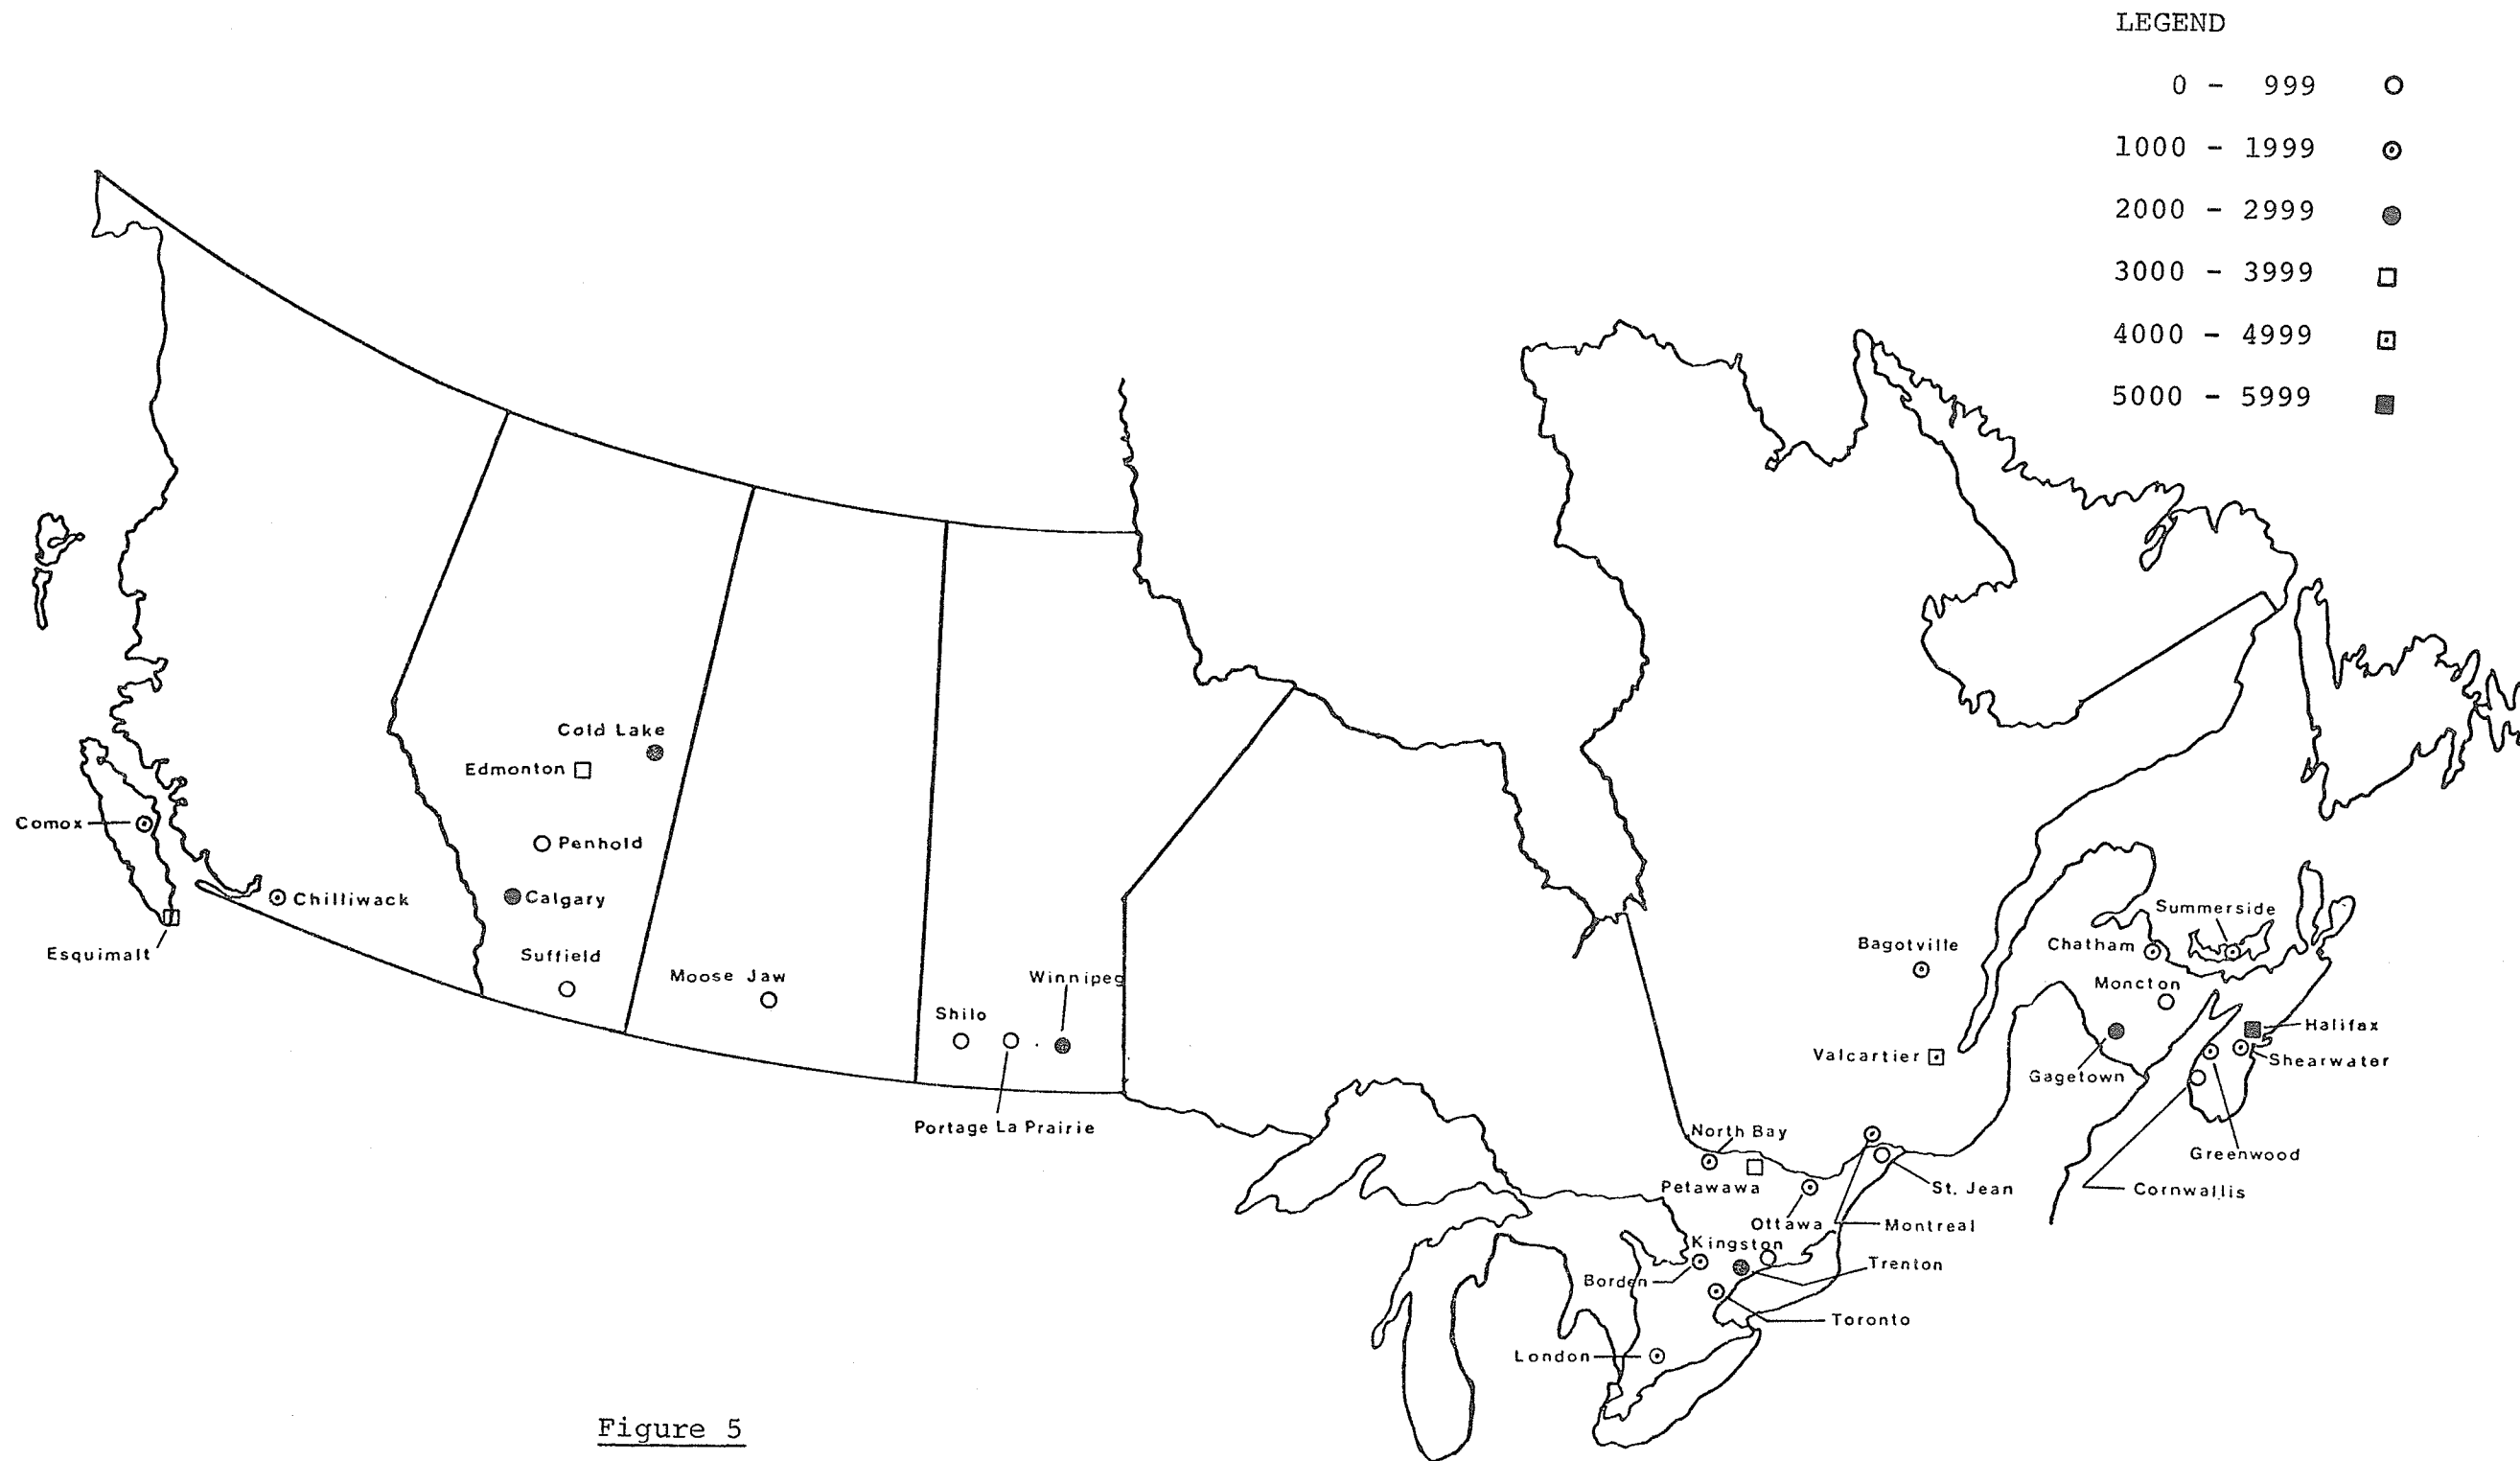 LEGEND
0 - 999
1000 - 1999
2000 - 2999
3000 - 3999
4000 - 4999
5000 - 5999
Cold Lake
Edmonton
Comox
Penhold
Chilliwack
Calgary
Esquimalt
Suffield
Moose Jaw
Winnipeg
Shilo
Portage La Prairie
Summerside
Bagotville
Chatham
Moncton
Halifax
Valcartier
Shearwater
Gagetown
North Bay
Greenwood
Petawawa
St. Jean
Cornwallis
Ottawa
Montreal
Kingston
Trenton
Borden
Toronto
London
Figure 5